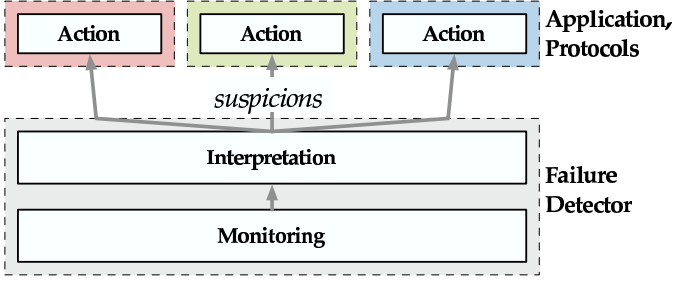 Action
Action
Action
Application,
Protocols
suspicions
Interpretation
Monitoring
Failure
Detector